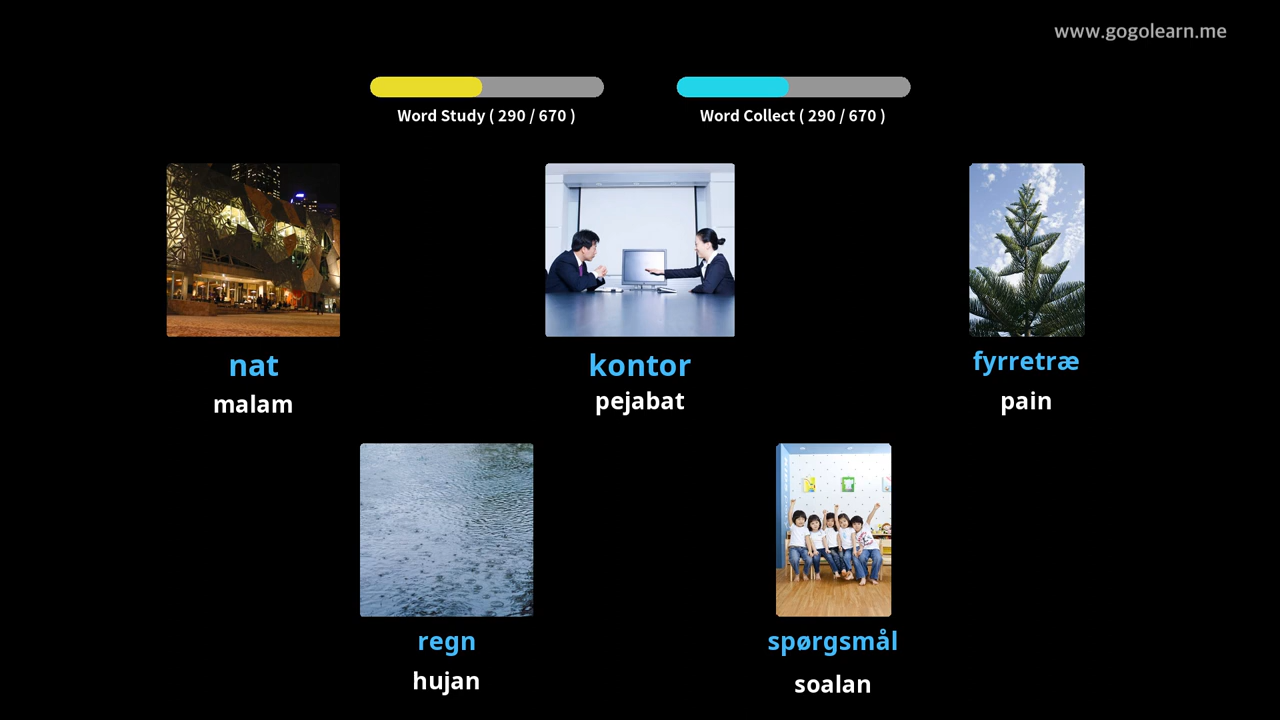 www.gogolearn.me
Word Study ( 290 / 670 )
Word Collect ( 290 / 670 )
nat
malam
kontor
pejabat
fyrretræ
pain
regn
hujan
spørgsmål
soalan